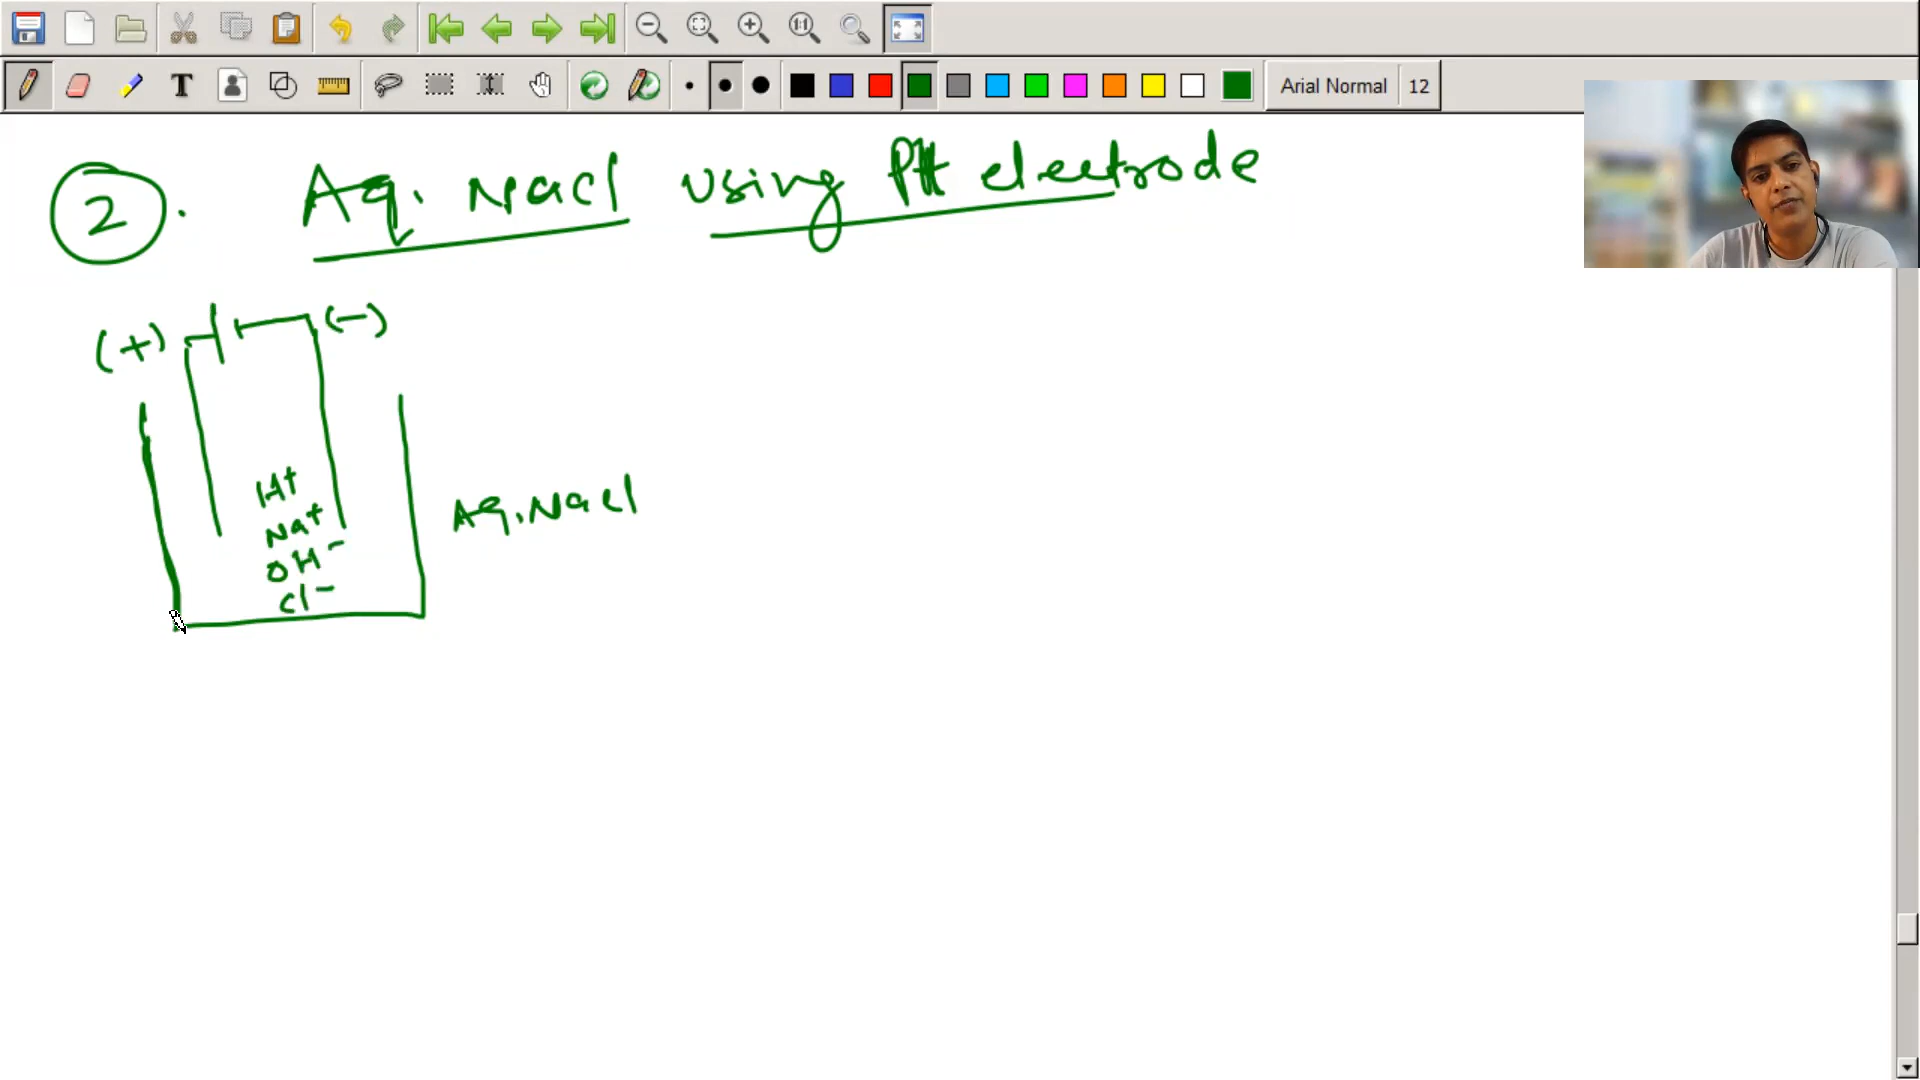 Arial Normal 12
2. Aq. NaCl using Pt electrode
(+) (-)
H+
Na+
OH-
Cl-
Aq. NaCl